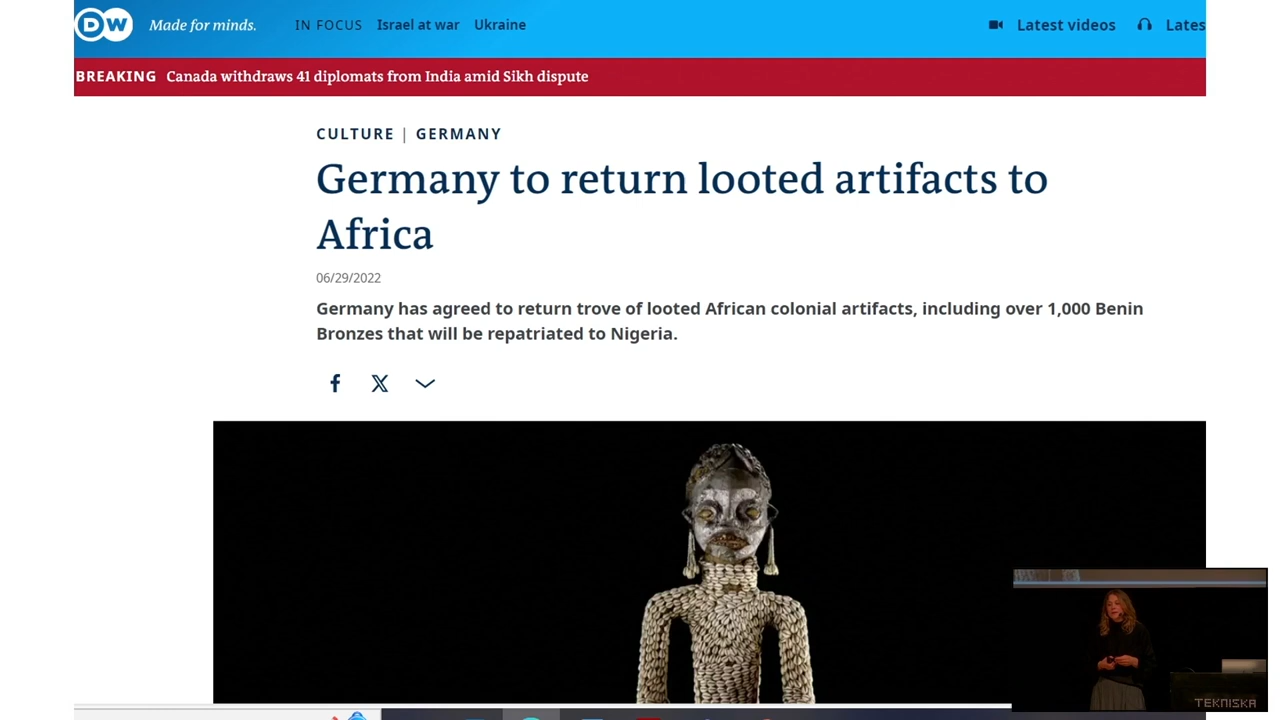 DW Made for minds. IN FOCUS Israel at war Ukraine Latest videos Lates
BREAKING Canada withdraws 41 diplomats from India amid Sikh dispute
CULTURE | GERMANY
Germany to return looted artifacts to
Africa
06/29/2022
Germany has agreed to return trove of looted African colonial artifacts, including over 1,000 Benin
Bronzes that will be repatriated to Nigeria.
TEKNISKA